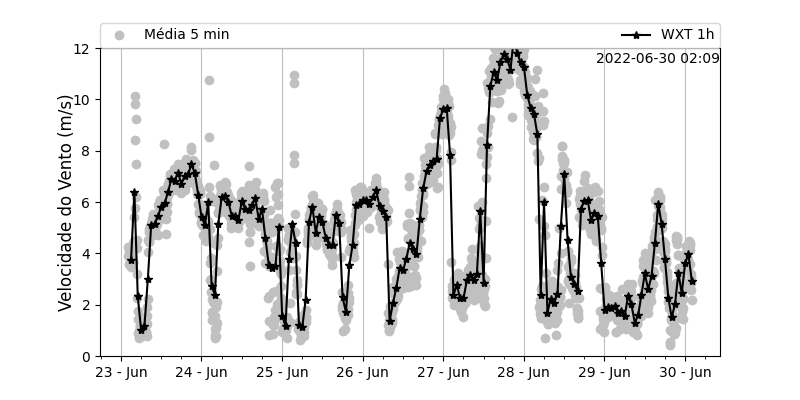 Média 5 min
WXT 1h
2022-06-30 02:09
Velocidade do Vento (m/s)
12
10
8
6
4
2
0
23 - Jun
24 - Jun
25 - Jun
26 - Jun
27 - Jun
28 - Jun
29 - Jun
30 - Jun